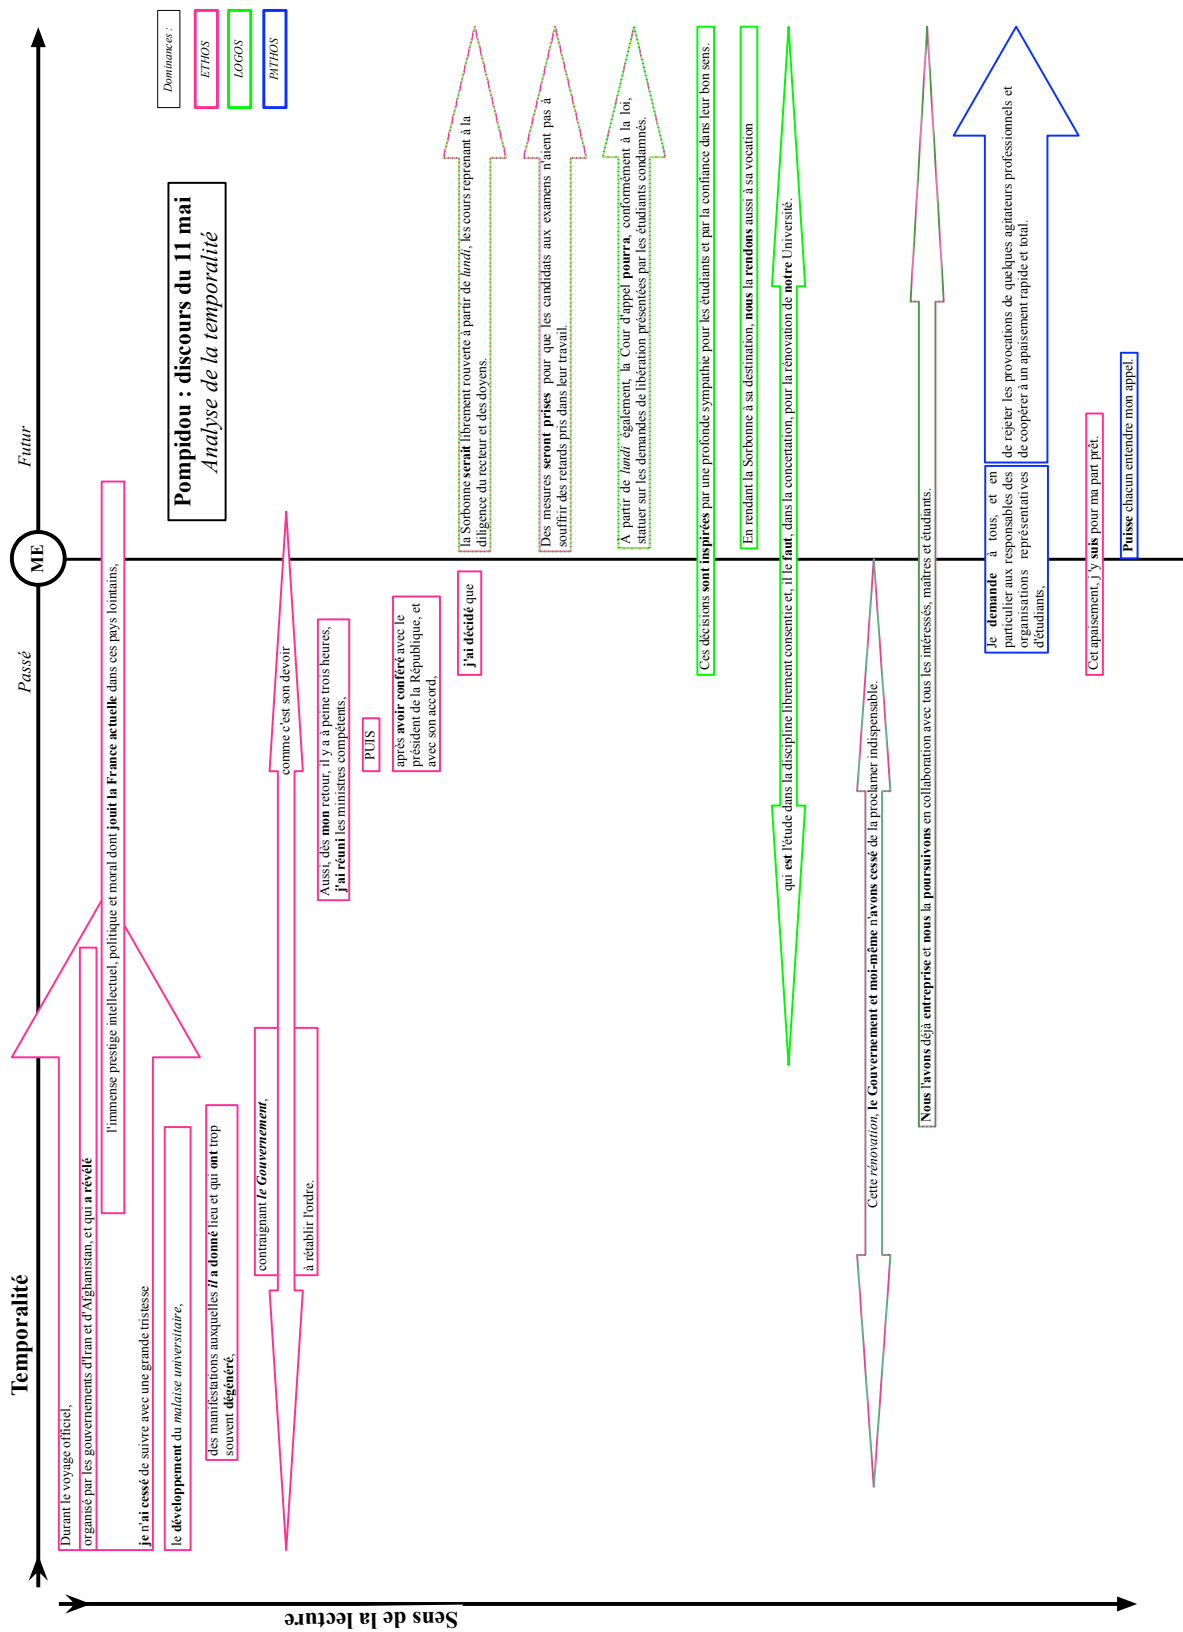 Temporalité
Passé
ME
Futur
Dominances :
ETHOS
LOGOS
PATHOS
Pompidou : discours du 11 mai
Analyse de la temporalité
Durant le voyage officiel,
organisé par les gouvernements d'Iran et d'Afghanistan, et qui a révélé
l'immense prestige intellectuel, politique et moral dont jouit la France actuelle dans ces pays lointains,
je n'ai cessé de suivre avec une grande tristesse
le développement du malaise universitaire,
des manifestations auxquelles il a donné lieu et qui ont trop
souvent dégénéré,
contraignant le Gouvernement,
comme c'est son devoir
à rétablir l'ordre.
Aussi, dès mon retour, il y a à peine trois heures,
j'ai réuni les ministres compétents,
PUIS
après avoir conféré avec le
président de la République, et
avec son accord,
j'ai décidé que
la Sorbonne serait librement rouverte à partir de lundi, les cours reprenant à la
diligence du recteur et des doyens.
Des mesures seront prises pour que les candidats aux examens n'aient pas à
souffrir des retards pris dans leur travail.
À partir de lundi également, la Cour d'appel pourra, conformément à la loi,
statuer sur les demandes de libération présentées par les étudiants condamnés.
Ces décisions sont inspirées par une profonde sympathie pour les étudiants et par la confiance dans leur bon sens.
En rendant la Sorbonne à sa destination, nous la rendons aussi à sa vocation
qui est l'étude dans la discipline librement consentie et, il le faut, dans la concertation, pour la rénovation de notre Université.
Cette rénovation, le Gouvernement et moi-même n'avons cessé de la proclamer indispensable.
Nous l'avons déjà entreprise et nous la poursuivons en collaboration avec tous les intéressés, maîtres et étudiants.
Je demande à tous, et en
particulier aux responsables des
organisations représentatives
d'étudiants,
de rejeter les provocations de quelques agitateurs professionnels et
de coopérer à un apaisement rapide et total.
Cet apaisement, j'y suis pour ma part prêt.
Puisse chacun entendre mon appel.
Sens de la lecture